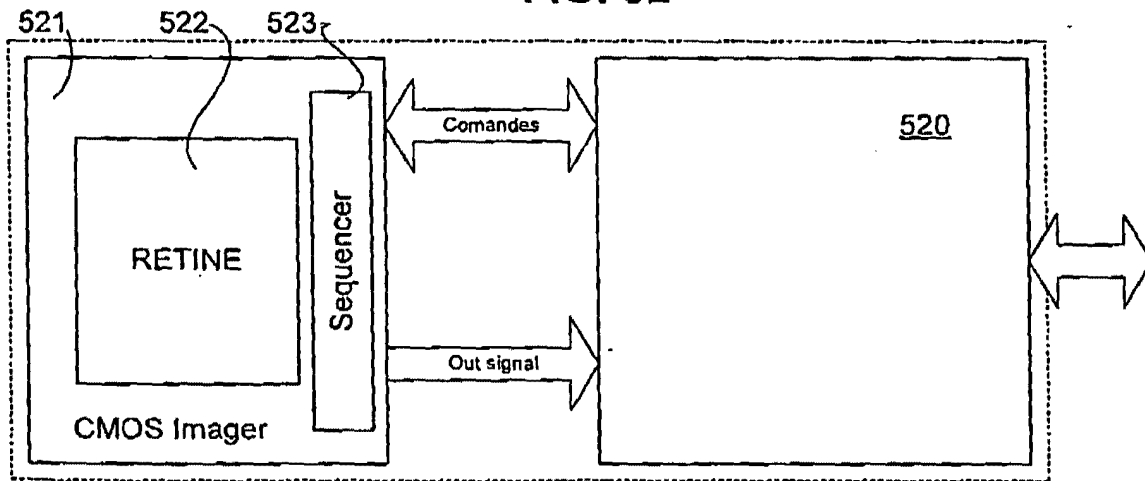 521
522
523
Comandes
520
RETINE
Sequencer
Out signal
CMOS Imager